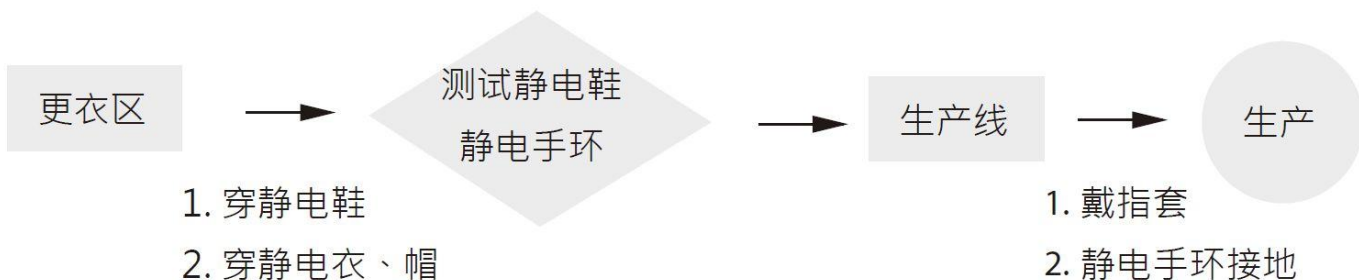 更衣区
测试静电鞋
静电手环
生产线
生产
1. 穿静电鞋
2. 穿静电衣、帽
1. 戴指套
2. 静电手环接地